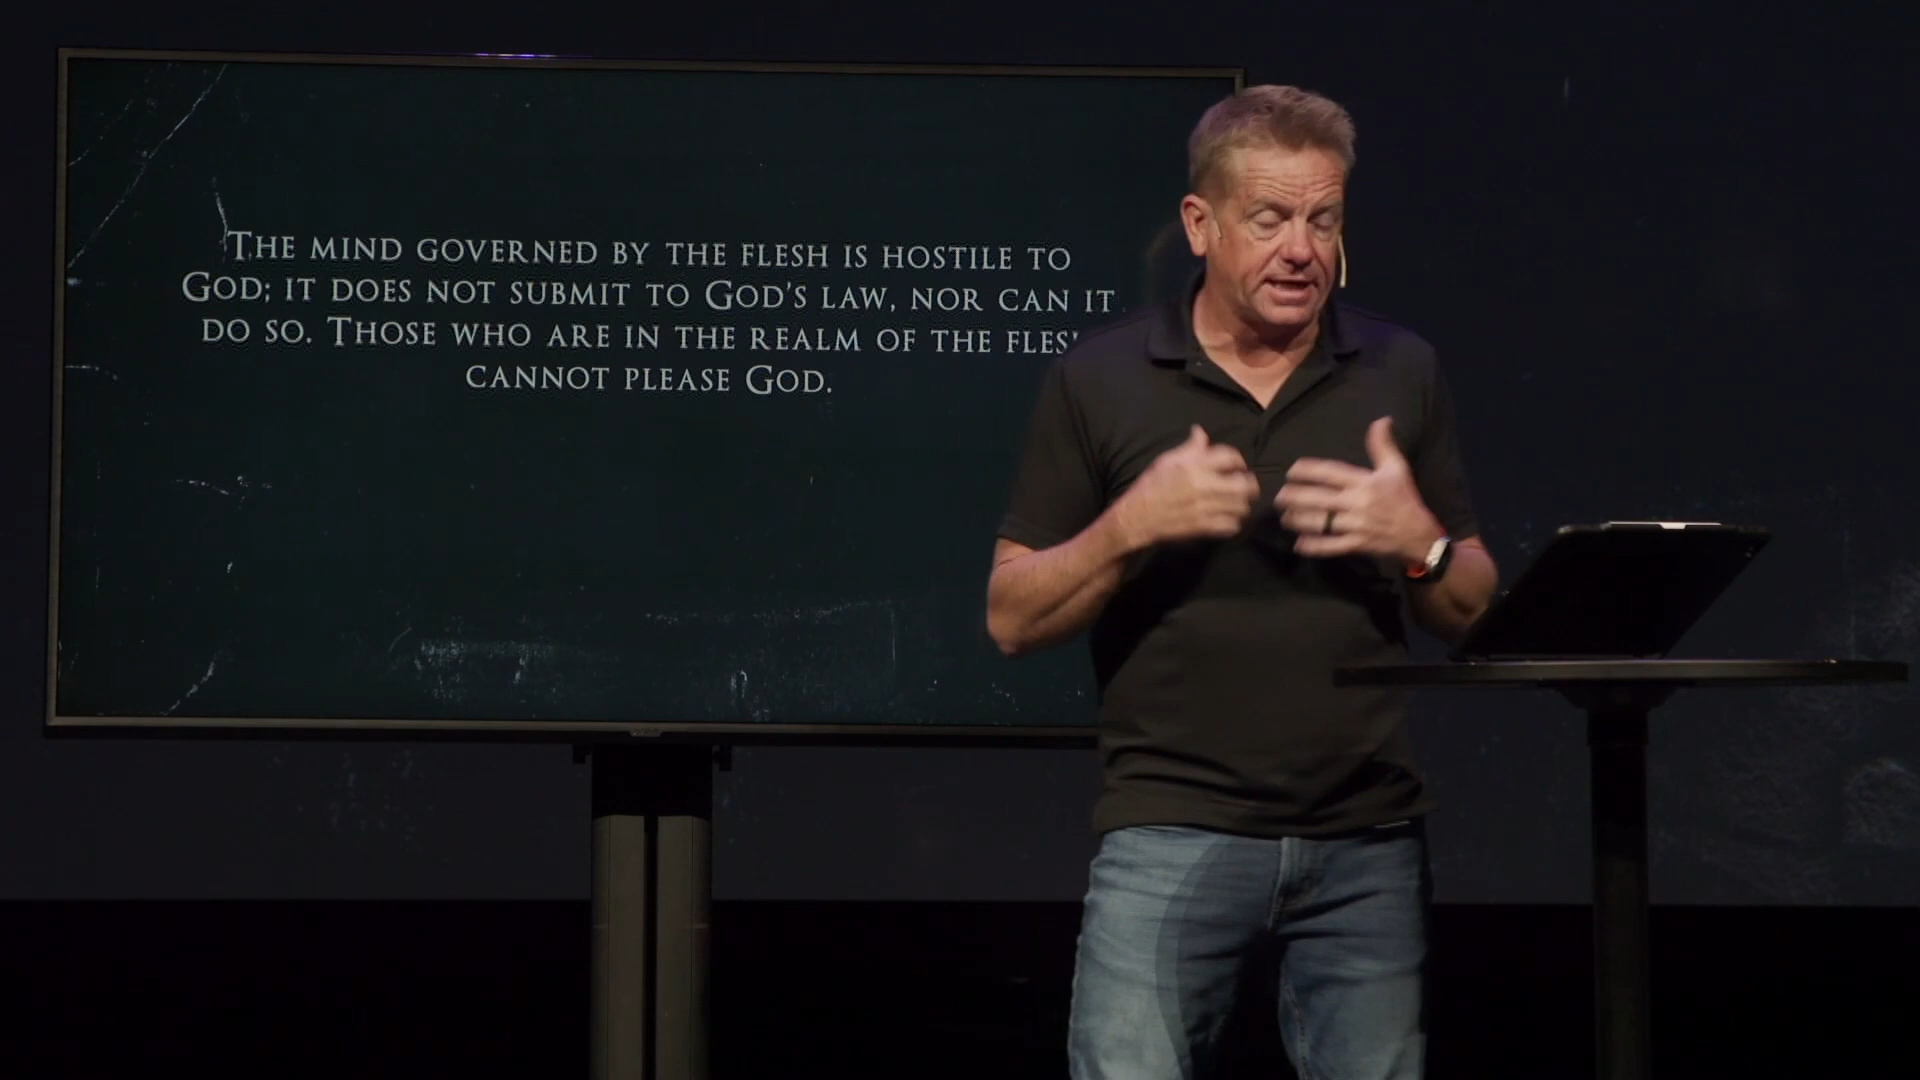 The mind governed by the flesh is hostile to
God; it does not submit to God's law, nor can it
do so. Those who are in the realm of the
cannot please God.